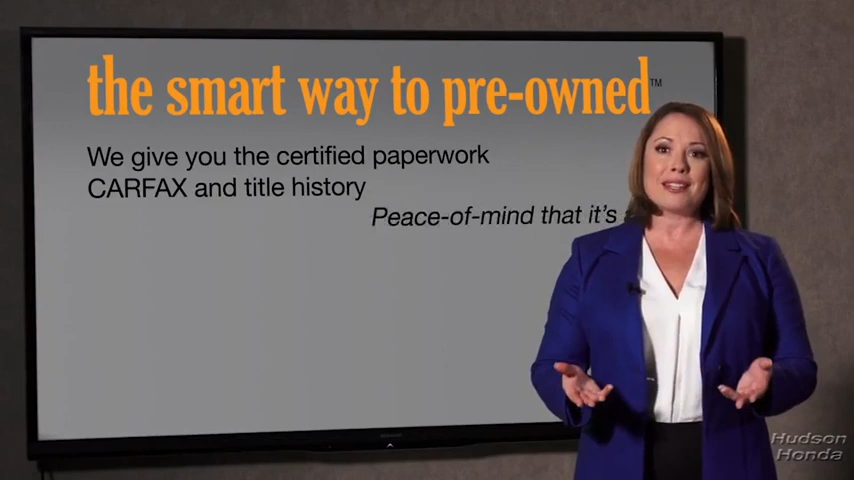 the smart way to pre-owned™
We give you the certified paperwork
CARFAX and title history
Peace-of-mind that it's
Hudson
Honda